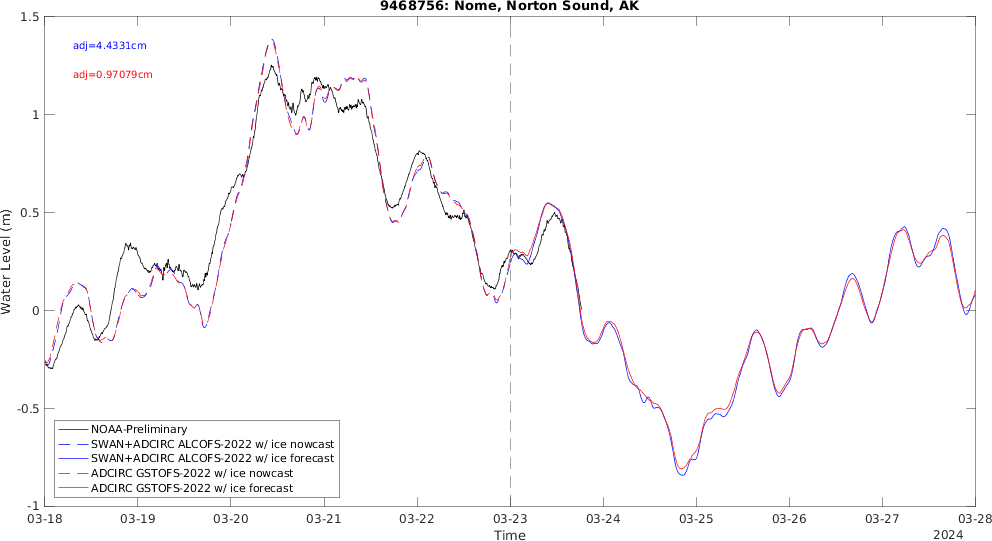 9468756: Nome, Norton Sound, AK
adj=4.4331cm
adj=0.97079cm
Water Level (m)
1.5
1
0.5
0
-0.5
-1
NOAA-Preliminary
SWAN+ADCIRC ALCOFS-2022 w/ ice nowcast
SWAN+ADCIRC ALCOFS-2022 w/ ice forecast
ADCIRC GSTOFS-2022 w/ ice nowcast
ADCIRC GSTOFS-2022 w/ ice forecast
03-18 03-19 03-20 03-21 03-22 03-23 03-24 03-25 03-26 03-27 03-28
Time
2024